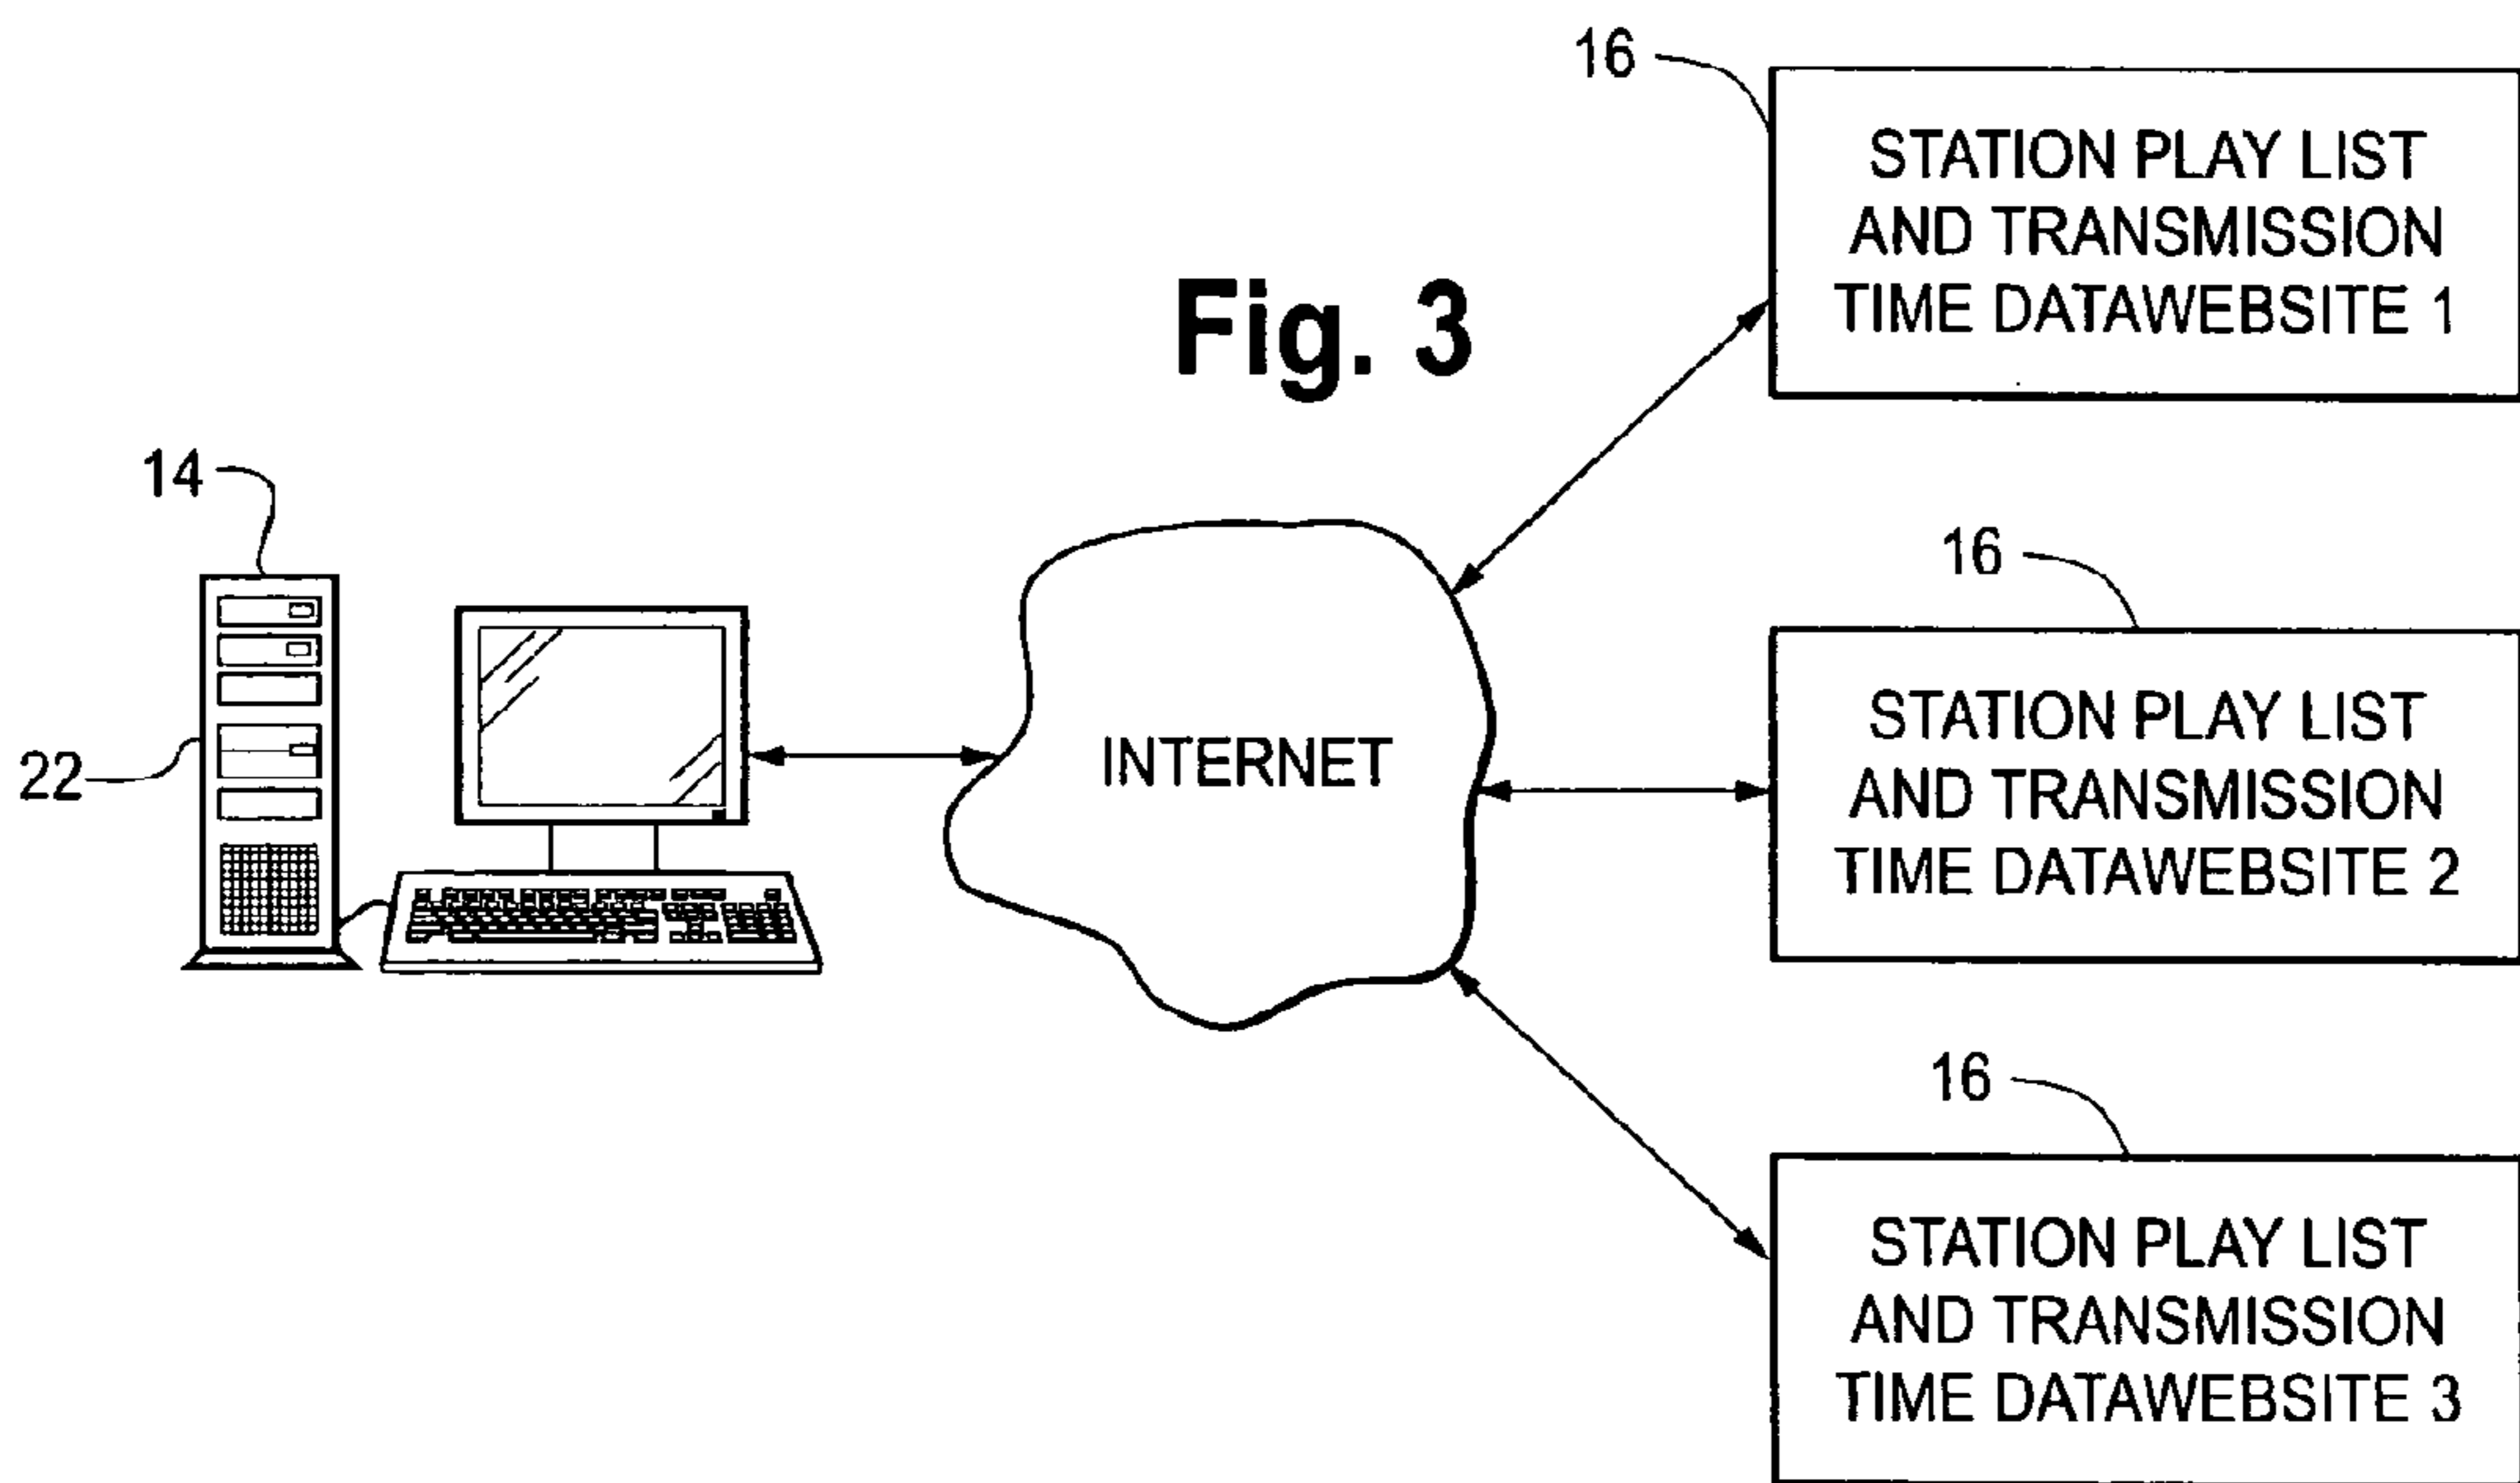 16
STATION PLAY LIST
AND TRANSMISSION
TIME DATAWEBSITE 1
Fig. 3
14
22
INTERNET
16
STATION PLAY LIST
AND TRANSMISSION
TIME DATAWEBSITE 2
16
STATION PLAY LIST
AND TRANSMISSION
TIME DATAWEBSITE 3